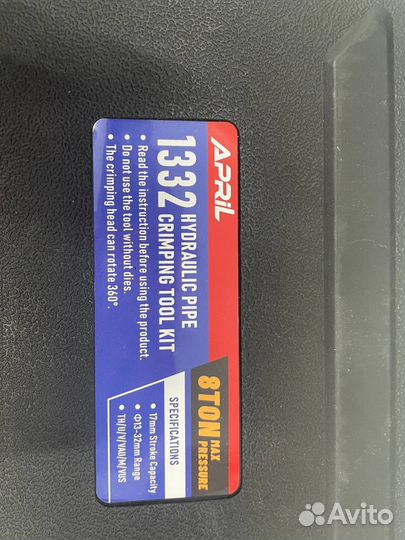 APRIL
1332 HYDRAULIC PIPE
CRIMPING TOOL KIT
• Read the instruction before using the product.
• Do not use the tool without dies.
• The crimping head can rotate 360°.
8TON MAX
PRESSURE
SPECIFICATIONS
• 17mm Stroke Capacity
• Φ13-32mm Range
• TH/U/V/VAU/M/VUS
Avito